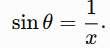 sin θ = 1/x.